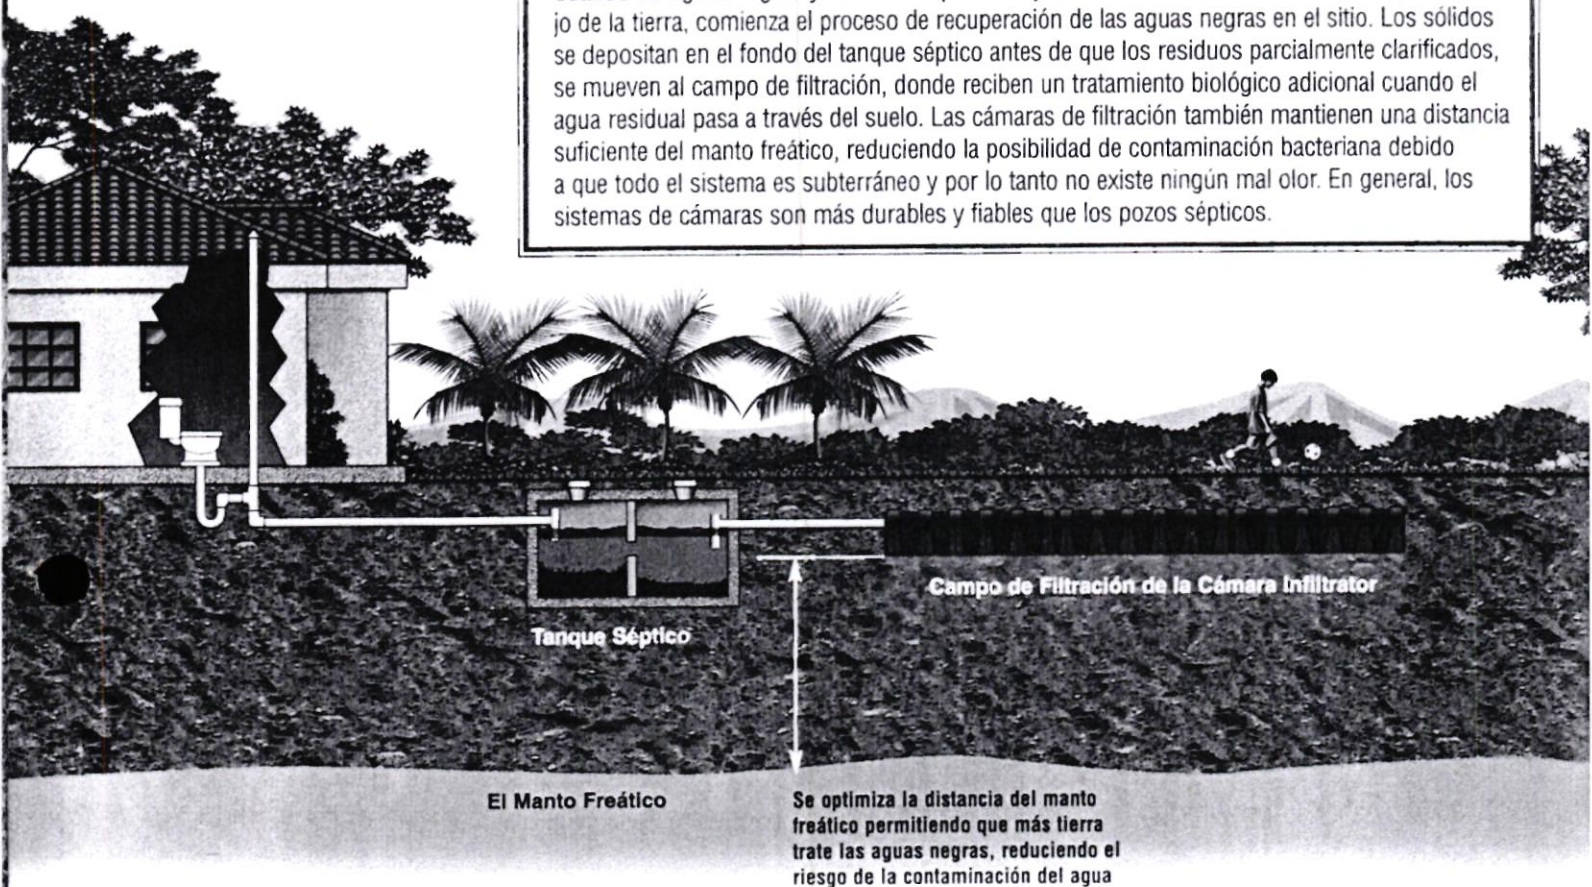 jo de la tierra, comienza el proceso de recuperación de las aguas negras en el sitio. Los sólidos
se depositan en el fondo del tanque séptico antes de que los residuos parcialmente clarificados,
se mueven al campo de filtración, donde reciben un tratamiento biológico adicional cuando el
agua residual pasa a través del suelo. Las cámaras de filtración también mantienen una distancia
suficiente del manto freático, reduciendo la posibilidad de contaminación bacteriana debido
a que todo el sistema es subterráneo y por lo tanto no existe ningún mal olor. En general, los
sistemas de cámaras son más durables y fiables que los pozos sépticos.
Campo de Filtración de la Cámara Infiltrator
Tanque Séptico
El Manto Freático
Se optimiza la distancia del manto
freático permitiendo que más tierra
trate las aguas negras, reduciendo el
riesgo de la contaminación del agua